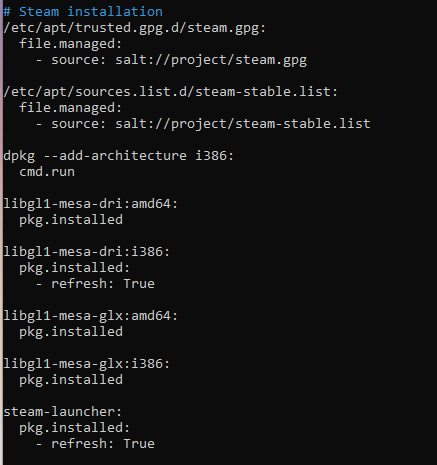 # Steam installation
/etc/apt/trusted.gpg.d/steam.gpg:
  file.managed:
    - source: salt://project/steam.gpg

/etc/apt/sources.list.d/steam-stable.list:
  file.managed:
    - source: salt://project/steam-stable.list

dpkg --add-architecture i386:
  cmd.run

libgl1-mesa-dri:amd64:
  pkg.installed

libgl1-mesa-dri:i386:
  pkg.installed:
    - refresh: True

libgl1-mesa-glx:amd64:
  pkg.installed

libgl1-mesa-glx:i386:
  pkg.installed

steam-launcher:
  pkg.installed:
    - refresh: True